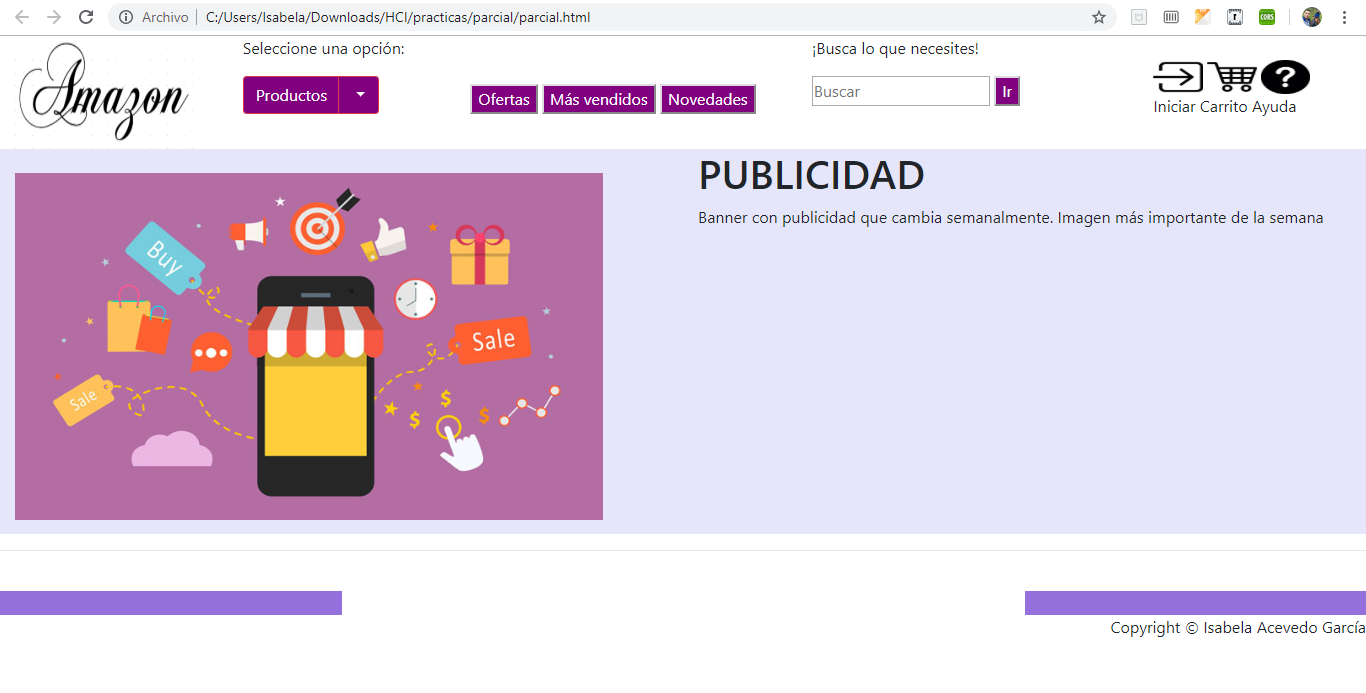 Archivo | C:/Users/Isabela/Downloads/HCI/practicas/parcial/parcial.html
CORS
Amazon
Seleccione una opción:
Productos
Ofertas
Más vendidos
Novedades
¡Busca lo que necesites!
Buscar
Ir
?
Iniciar Carrito Ayuda
Buy
Sale
Sale
$
$
$
PUBLICIDAD
Banner con publicidad que cambia semanalmente. Imagen más importante de la semana
Copyright © Isabela Acevedo García